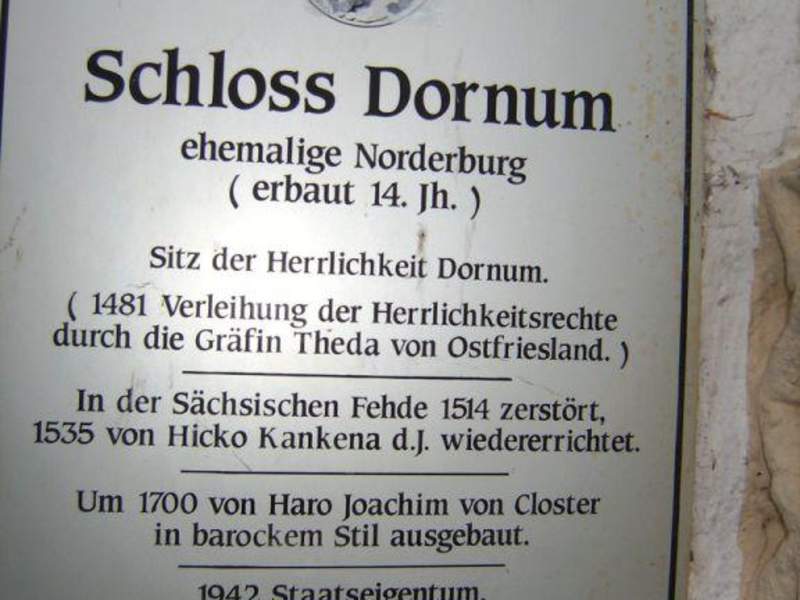 Schloss Dornum
ehemalige Norderburg
( erbaut 14. Jh. )
Sitz der Herrlichkeit Dornum.
( 1481 Verleihung der Herrlichkeitsrechte
durch die Gräfin Theda von Ostfriesland. )
In der Sächsischen Fehde 1514 zerstört,
1535 von Hicko Kankena d.J. wiedererrichtet.
Um 1700 von Haro Joachim von Closter
in barockem Stil ausgebaut.
1942 Staatseigentum.